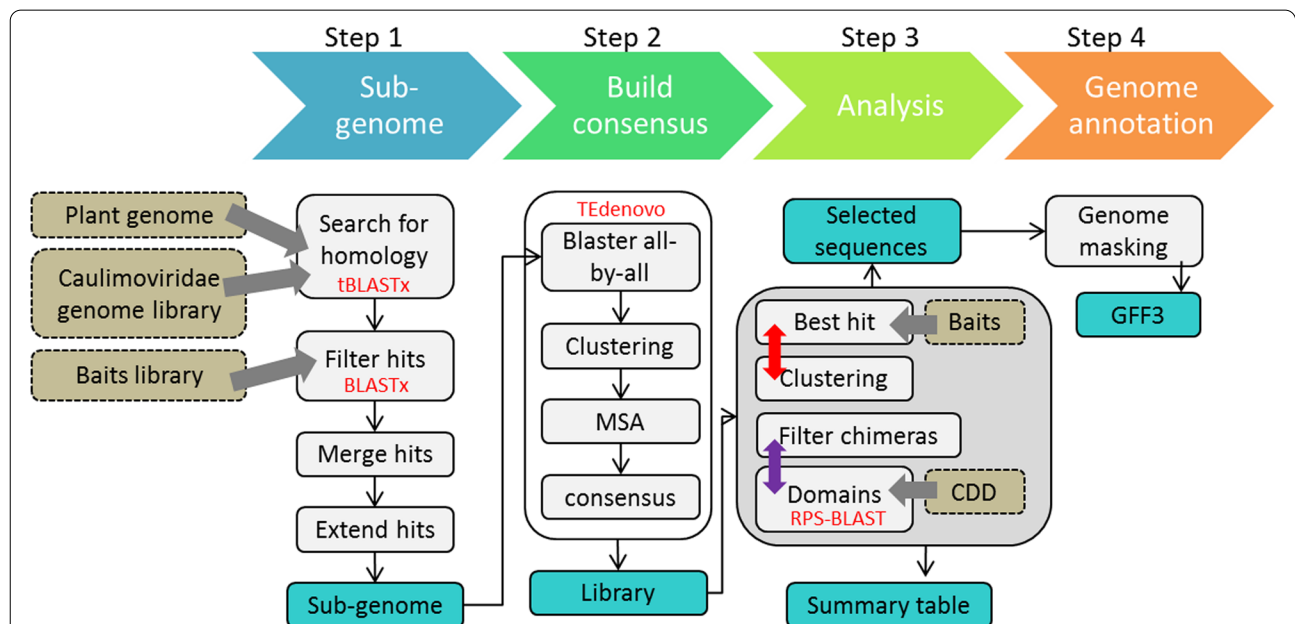 Step 1
Step 2
Step 3
Step 4
Sub-
genome
Build
consensus
Analysis
Genome
annotation
Plant genome
Caulimoviridae
genome library
Baits library
Search for
homology
tBLASTx
Filter hits
BLASTx
Merge hits
Extend hits
Sub-genome
TEdenovo
Blaster all-
by-all
Clustering
MSA
consensus
Library
Selected
sequences
Best hit
Baits
Clustering
Filter chimeras
Domains
RPS-BLAST
CDD
Summary table
Genome
masking
GFF3